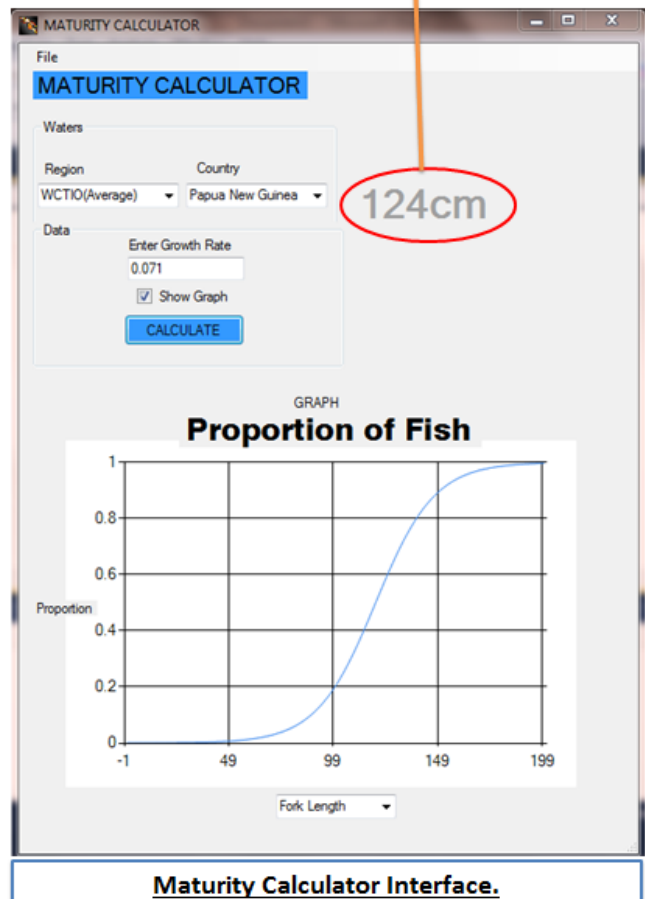 MATURITY CALCULATOR
File
MATURITY CALCULATOR
Waters
Region Country
WCTIO(Average) Papua New Guinea
124cm
Data
Enter Growth Rate
0.071
Show Graph
CALCULATE
GRAPH
Proportion of Fish
1
0.8
0.6
Proportion
0.4
0.2
0
-1 49 99 149 199
Fork Length
Maturity Calculator Interface.